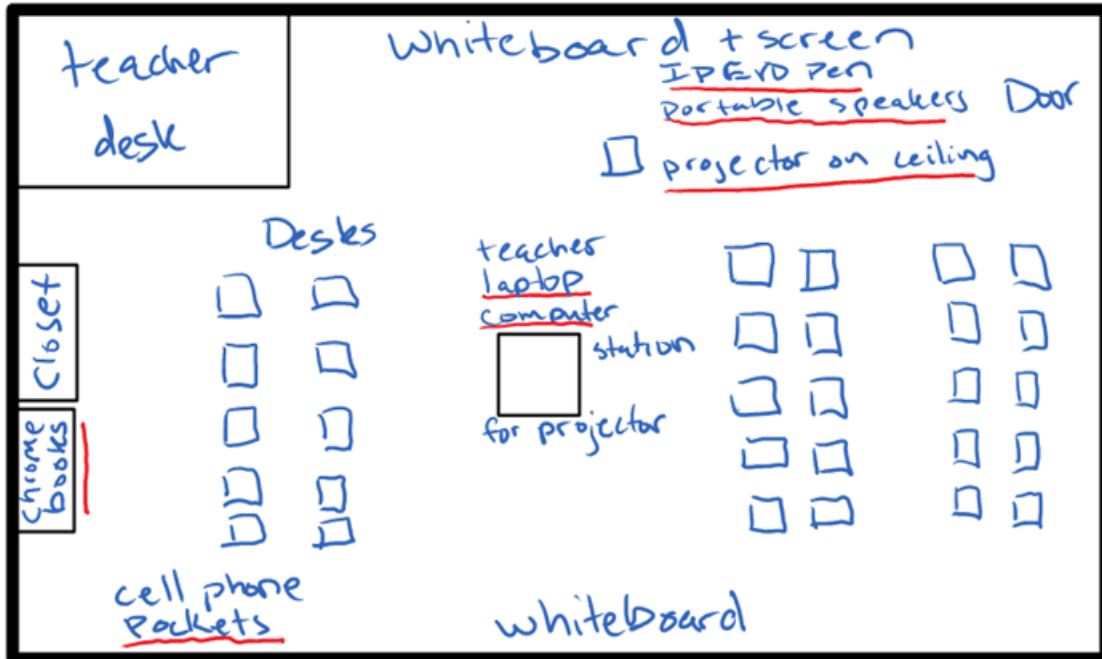 teacher
desk
Whiteboard + screen
IPEVO Pen
Portable speakers
Door
projector on ceiling
Desks
teacher
laptop
computer
station
for projector
Closet
Chrome
books
cell phone
Pockets
whiteboard